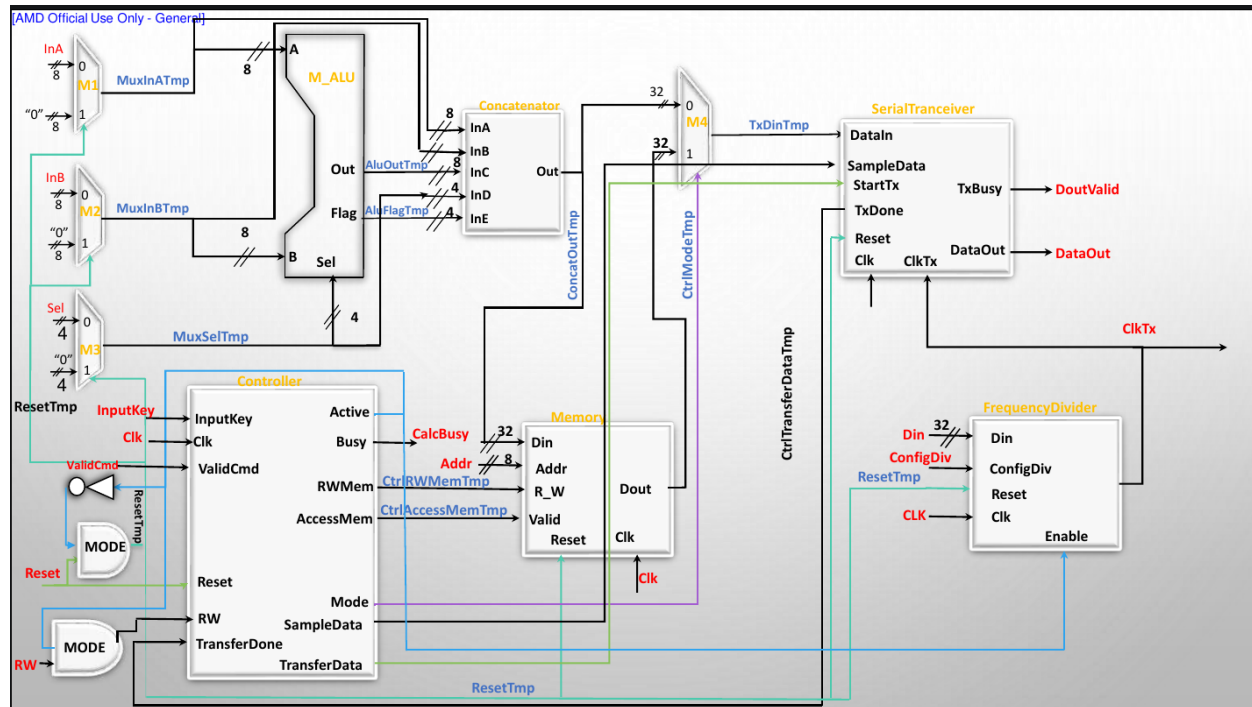 [AMD Official Use Only - General]
InA
8
0
M1
"0"
8
1
MuxInATmp
8
A
M_ALU
Out
Flag
Sel
B
InB
8
0
M2
"0"
8
1
MuxInBTmp
8
Sel
4
0
M3
"0"
4
1
MuxSelTmp
4
ResetTmp
AluOutTmp
AluFlagTmp
Concatenator
8
8
4
4
InA
InB
InC
InD
InE
Out
ConcatOutTmp
32
0
M4
32
1
TxDinTmp
CtrlModeTmp
SerialTranceiver
DataIn
SampleData
StartTx
TxBusy
TxDone
Reset
DataOut
Clk
ClkTx
DoutValid
DataOut
ClkTx
CtrlTransferDataTmp
Controller
InputKey
Clk
ValidCmd
InputKey
Clk
ValidCmd
Active
Busy
RWMem
AccessMem
Reset
Mode
RW
SampleData
TransferDone
TransferData
CalcBusy
Addr
CtrlRWMemTmp
CtrlAccessMemTmp
Memory
32
8
Din
Addr
R_W
Valid
Reset
Dout
Clk
Clk
ResetTmp
MODE
Reset
MODE
RW
ResetTmp
FrequencyDivider
Din
32
ConfigDiv
ResetTmp
CLK
Din
ConfigDiv
Reset
Clk
Enable